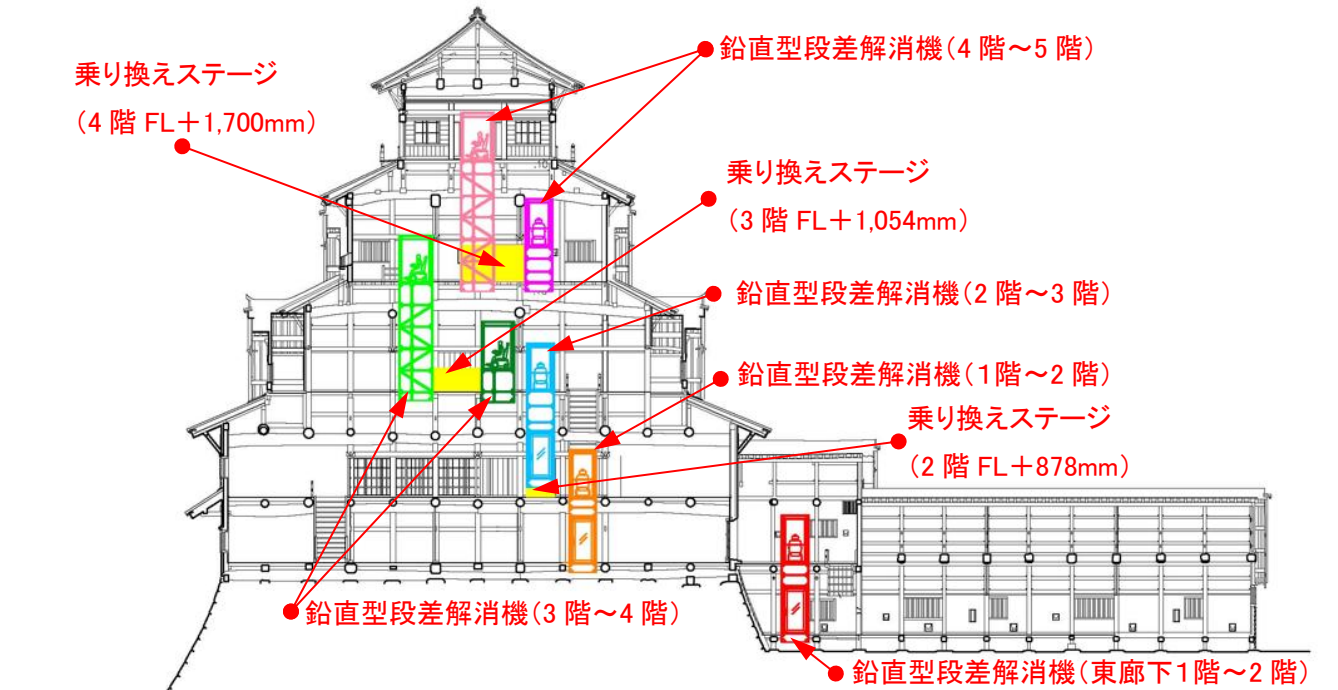 鉛直型段差解消機(4階～5階)
乗り換えステージ
(4階 FL＋1,700mm)
乗り換えステージ
(3階 FL＋1,054mm)
鉛直型段差解消機(2階～3階)
鉛直型段差解消機(1階～2階)
乗り換えステージ
(2階 FL＋878mm)
鉛直型段差解消機(3階～4階)
鉛直型段差解消機(東廊下1階～2階)